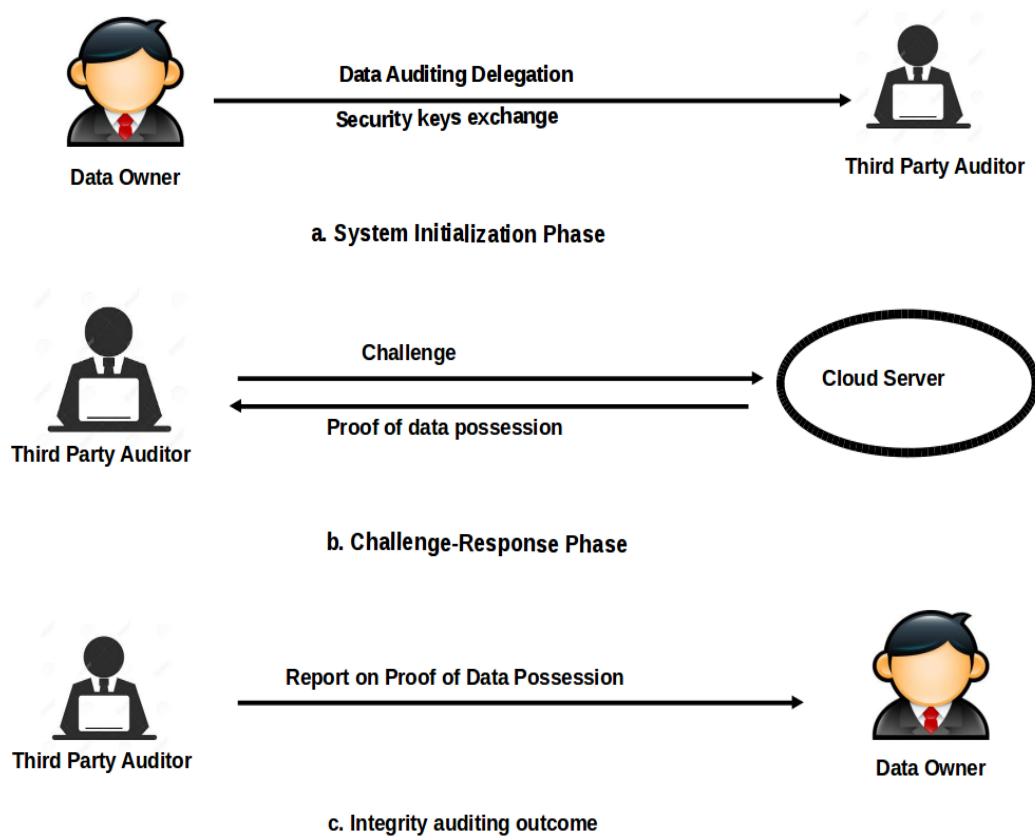 Data Auditing Delegation
Security keys exchange
Data Owner
Third Party Auditor
a. System Initialization Phase
Challenge
Cloud Server
Proof of data possession
Third Party Auditor
b. Challenge-Response Phase
Report on Proof of Data Possession
Third Party Auditor
Data Owner
c. Integrity auditing outcome